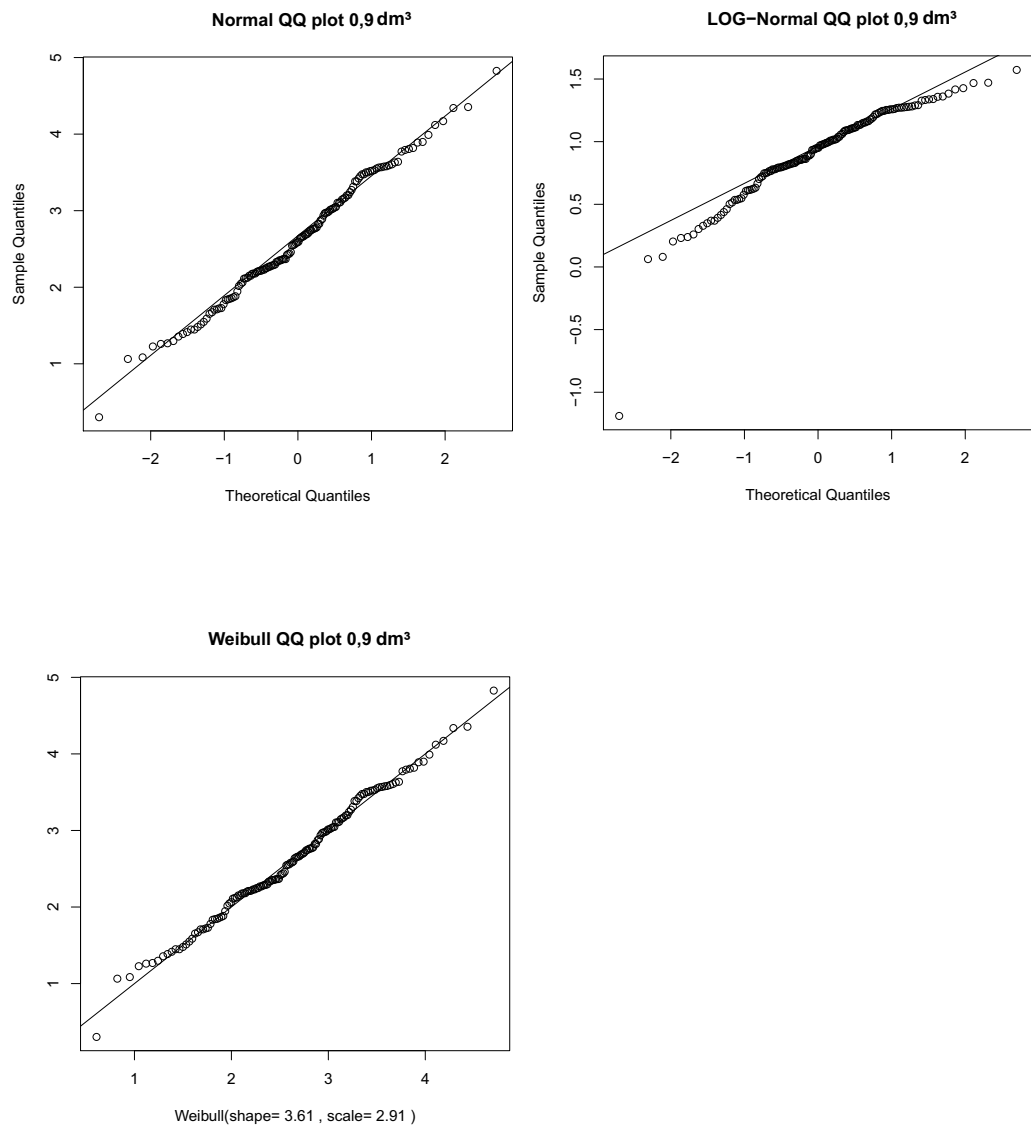 Normal QQ plot 0,9 dm³
Sample Quantiles
5
4
3
2
1
−2 −1 0 1 2
Theoretical Quantiles
LOG−Normal QQ plot 0,9 dm³
Sample Quantiles
1.5
1.0
0.5
0.0
−0.5
−1.0
−2 −1 0 1 2
Theoretical Quantiles
Weibull QQ plot 0,9 dm³
Sample Quantiles
5
4
3
2
1
1 2 3 4
Weibull(shape= 3.61 , scale= 2.91 )